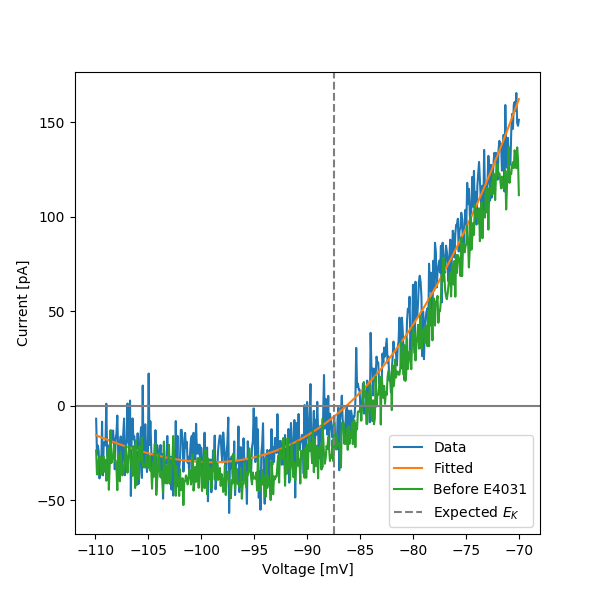 150
100
50
0
−50
Current [pA]
−110
−105
−100
−95
−90
−85
−80
−75
−70
Voltage [mV]
Data
Fitted
Before E4031
Expected E_K